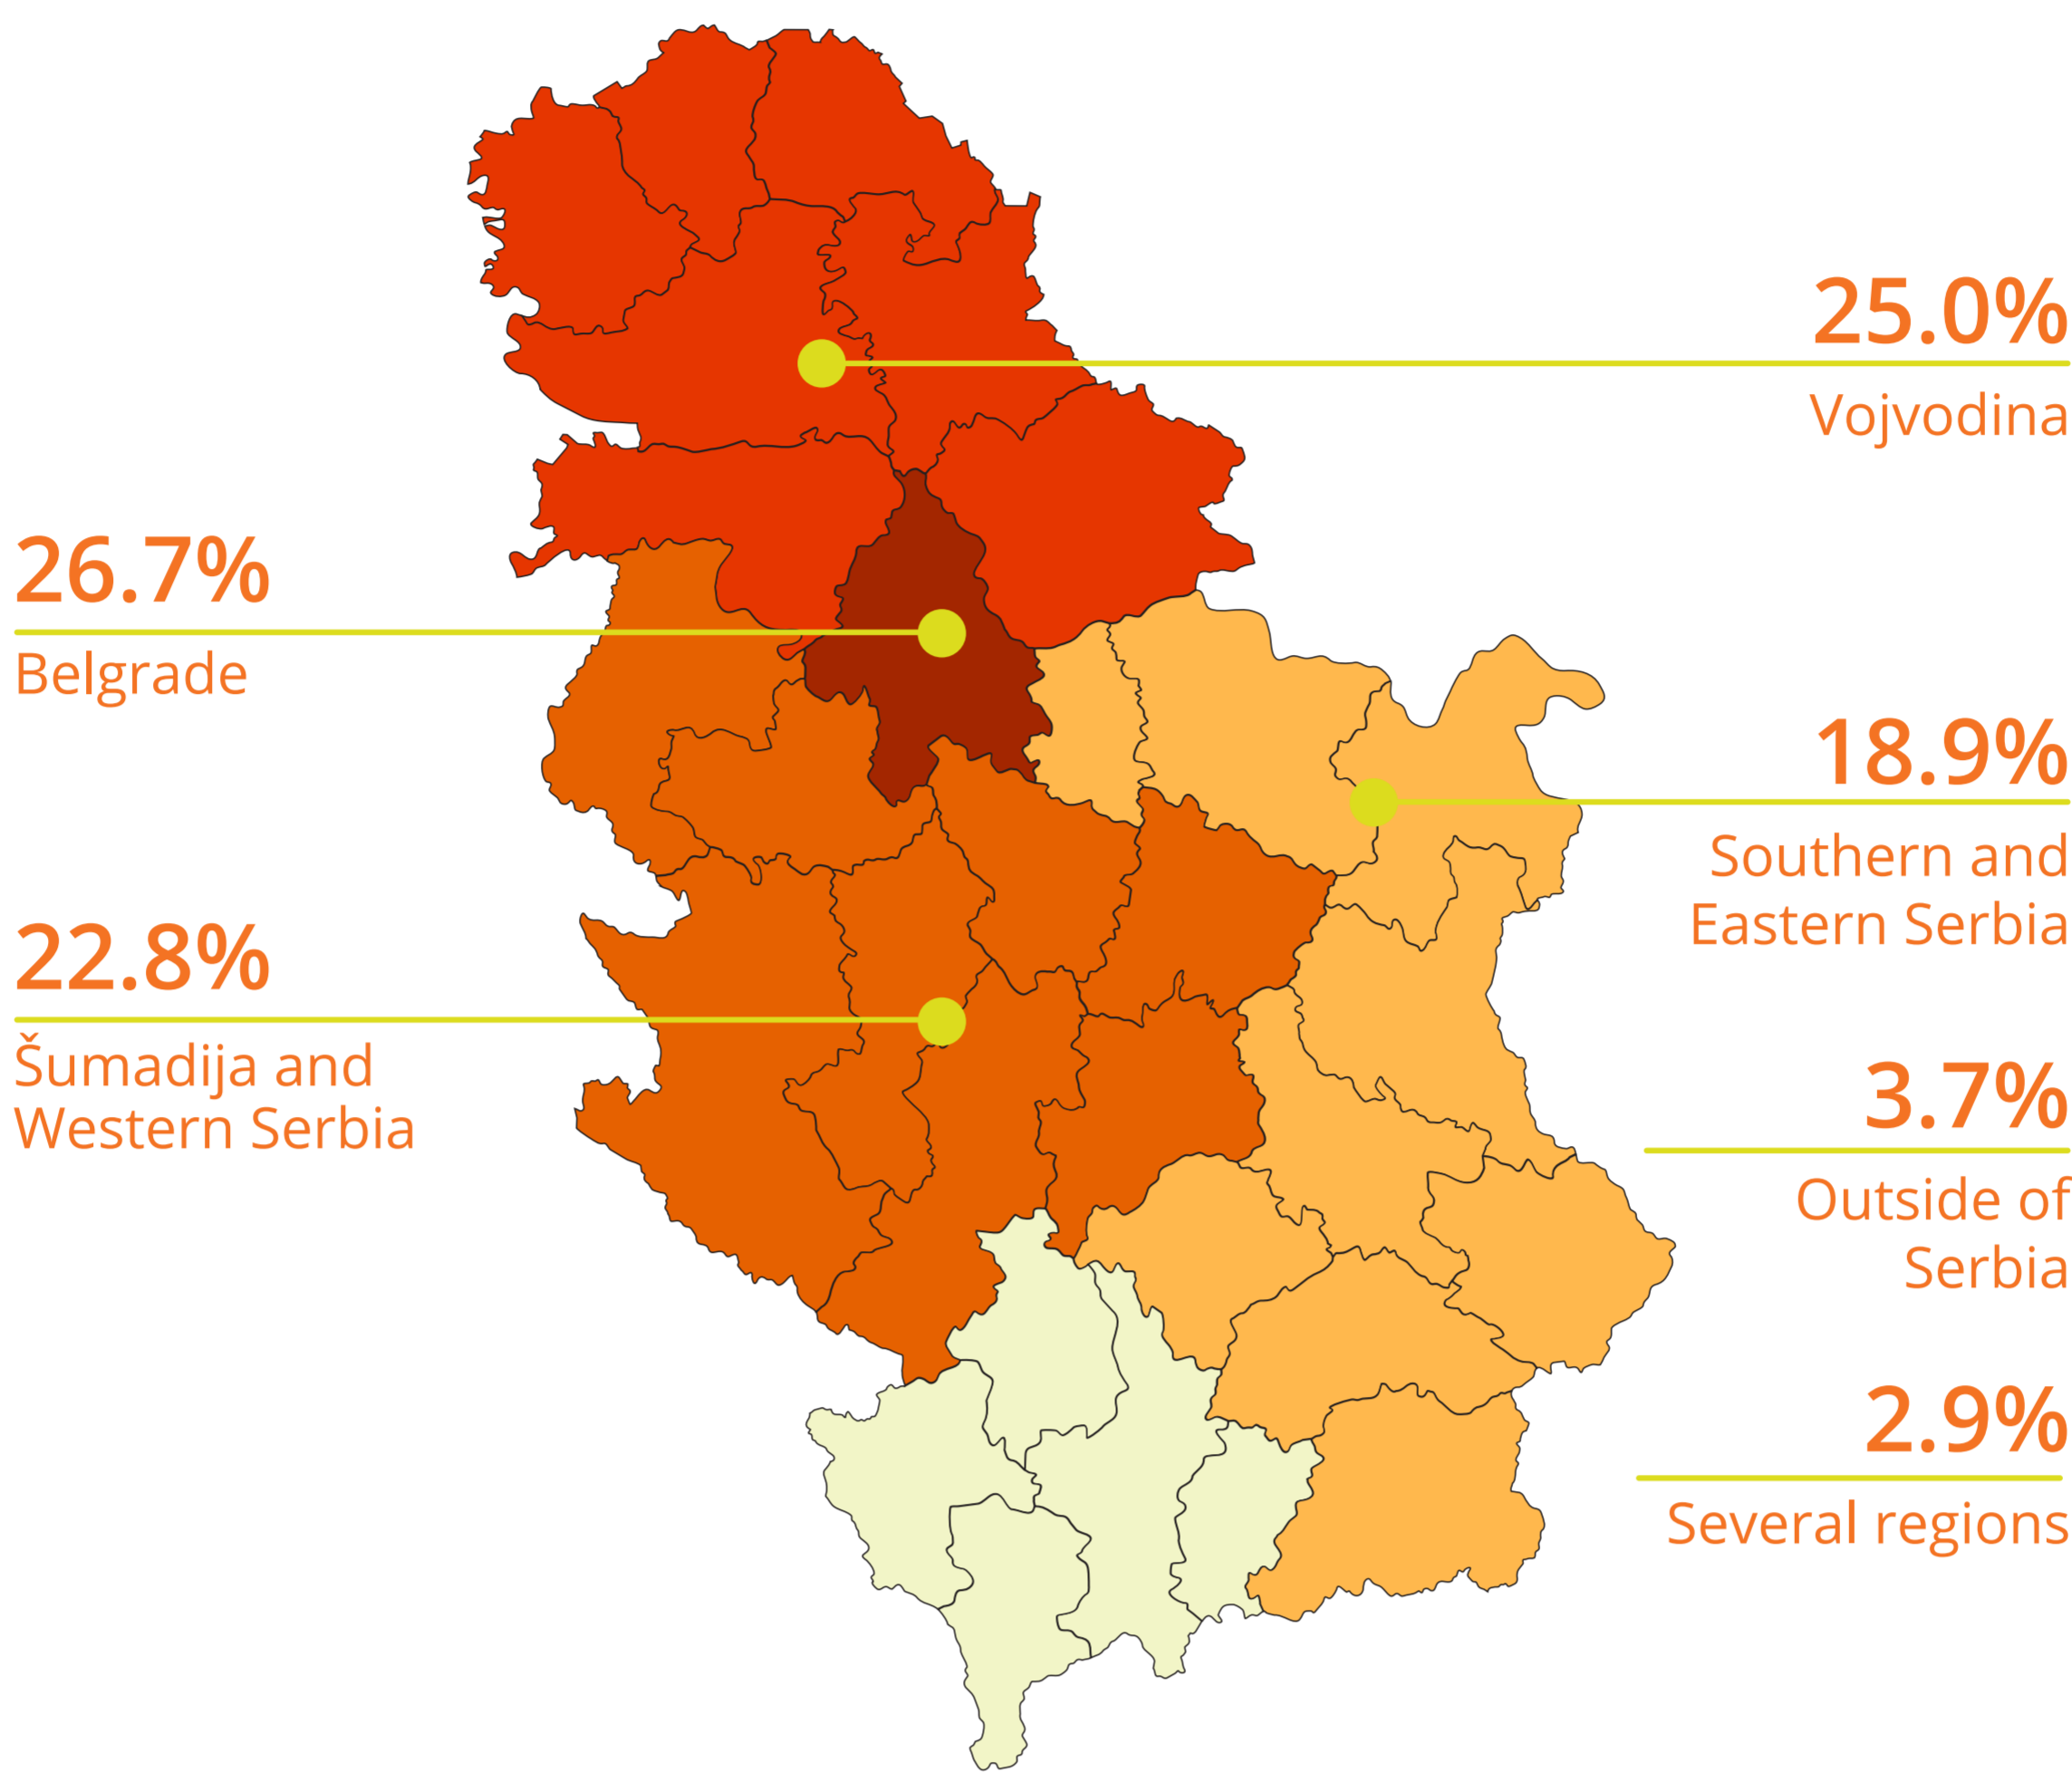 25.0%
Vojvodina
26.7%
Belgrade
18.9%
Southern and
Eastern Serbia
22.8%
Šumadija and
Western Serbia
3.7%
Outside of
Serbia
2.9%
Several regions